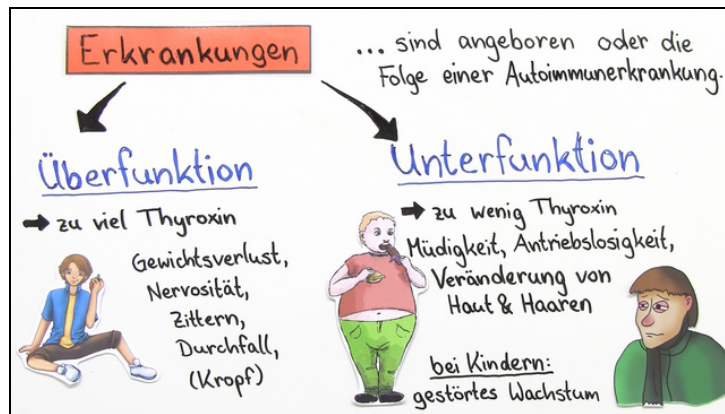 Erkrankungen
... sind angeboren oder die
Folge einer Autoimmunerkrankung.
Überfunktion
➡ zu viel Thyroxin
Gewichtsverlust,
Nervosität,
Zittern,
Durchfall,
(Kropf)
Unterfunktion
➡ zu wenig Thyroxin
Müdigkeit, Antriebslosigkeit,
Veränderung von
Haut & Haaren
bei Kindern:
gestörtes Wachstum